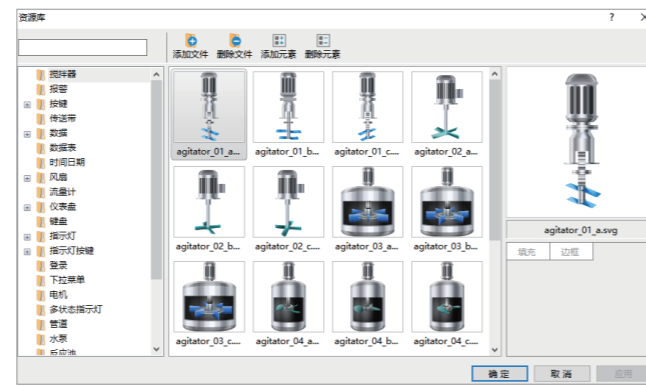 资源库
?
添加文件 删除文件 添加元素 删除元素
搅拌器
报警
按键
传送带
数据
数据表
时间日期
风扇
流量计
仪表盘
键盘
指示灯
指示灯按键
登录
下拉菜单
电机
多状态指示灯
管道
水泵
反应池
agitator_01_a... agitator_01_b... agitator_01_c.... agitator_02_a...
agitator_02_b... agitator_02_c.... agitator_03_a... agitator_03_b...
agitator_03_c.... agitator_04_a... agitator_04_b... agitator_04_c....
agitator_01_a.svg
填充 边框
确定 取消 应用